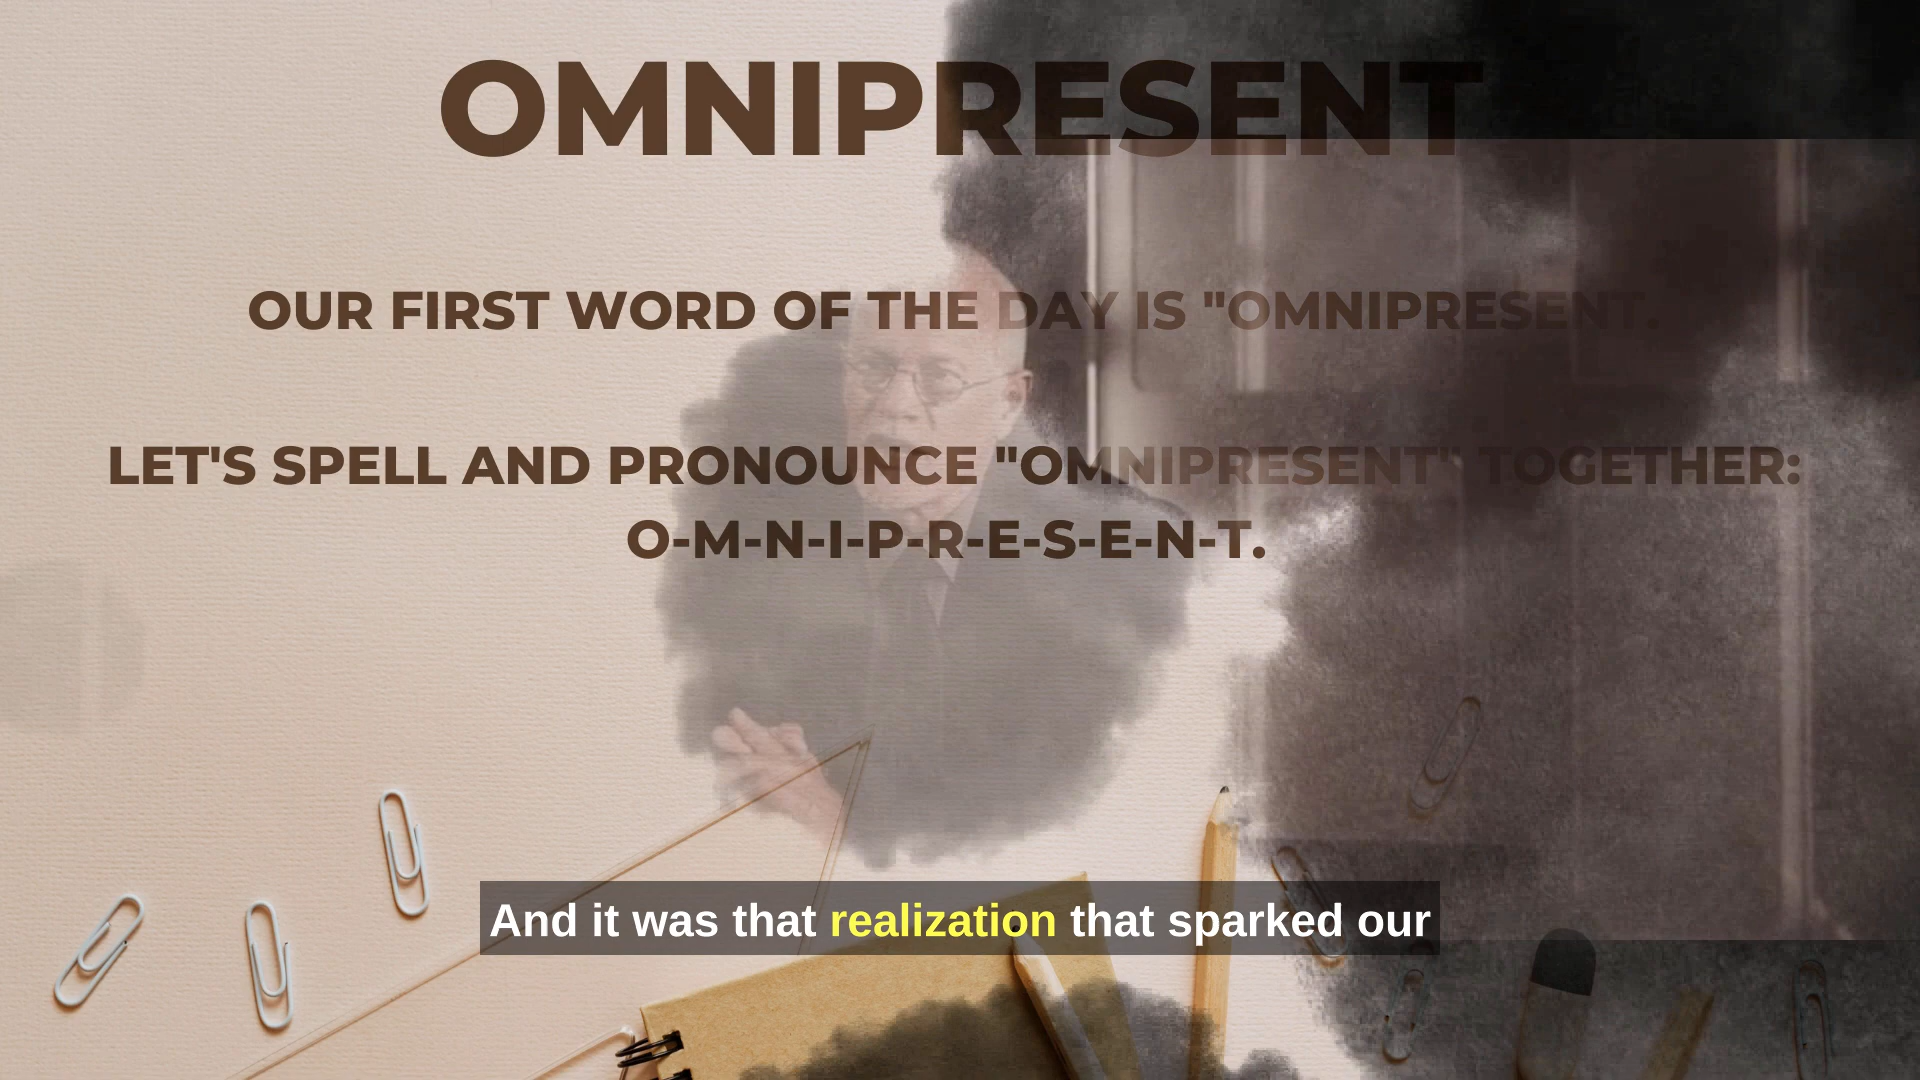 OMNIPRESENT
OUR FIRST WORD OF THE DAY IS "OMNIPRESENT.
LET'S SPELL AND PRONOUNCE "OMNIPRESENT" TOGETHER:
O-M-N-I-P-R-E-S-E-N-T.
And it was that realization that sparked our